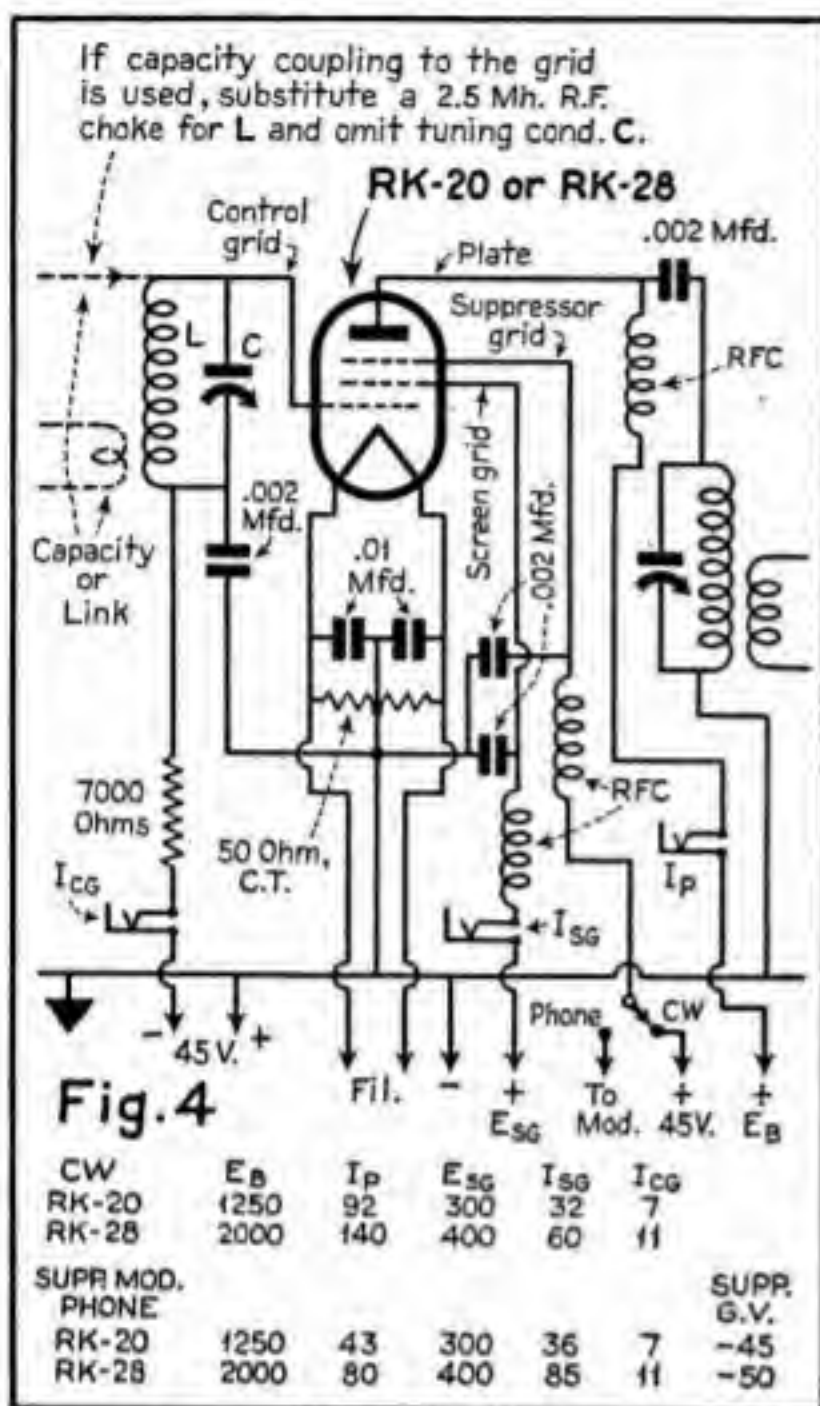 If capacity coupling to the grid
is used, substitute a 2.5 Mh. R.F.
choke for L and omit tuning cond. C.
RK-20 or RK-28
Control
grid
Plate
.002 Mfd.
Suppressor
grid
L
C
RFC
Screen grid
.002 Mfd.
.002
Mfd.
.01
Mfd.
Capacity
or
Link
7000
Ohms
50 Ohm,
C.T.
RFC
ICG
ISG
IP
Phone
CW
- 45 V. +
Fil.
-
+
ESG
To
Mod.
+
45V.
+
EB
Fig.4
CW EB IP ESG ISG ICG
RK-20 1250 92 300 32 7
RK-28 2000 140 400 60 11
SUPP. MOD. SUPP.
PHONE G.V.
RK-20 1250 43 300 36 7 -45
RK-28 2000 80 400 85 11 -50